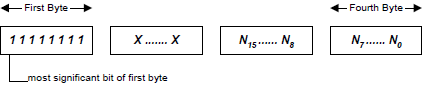 First Byte Fourth Byte
1 1 1 1 1 1 1 1 X ....... X N15...... N8 N7...... N0
most significant bit of first byte